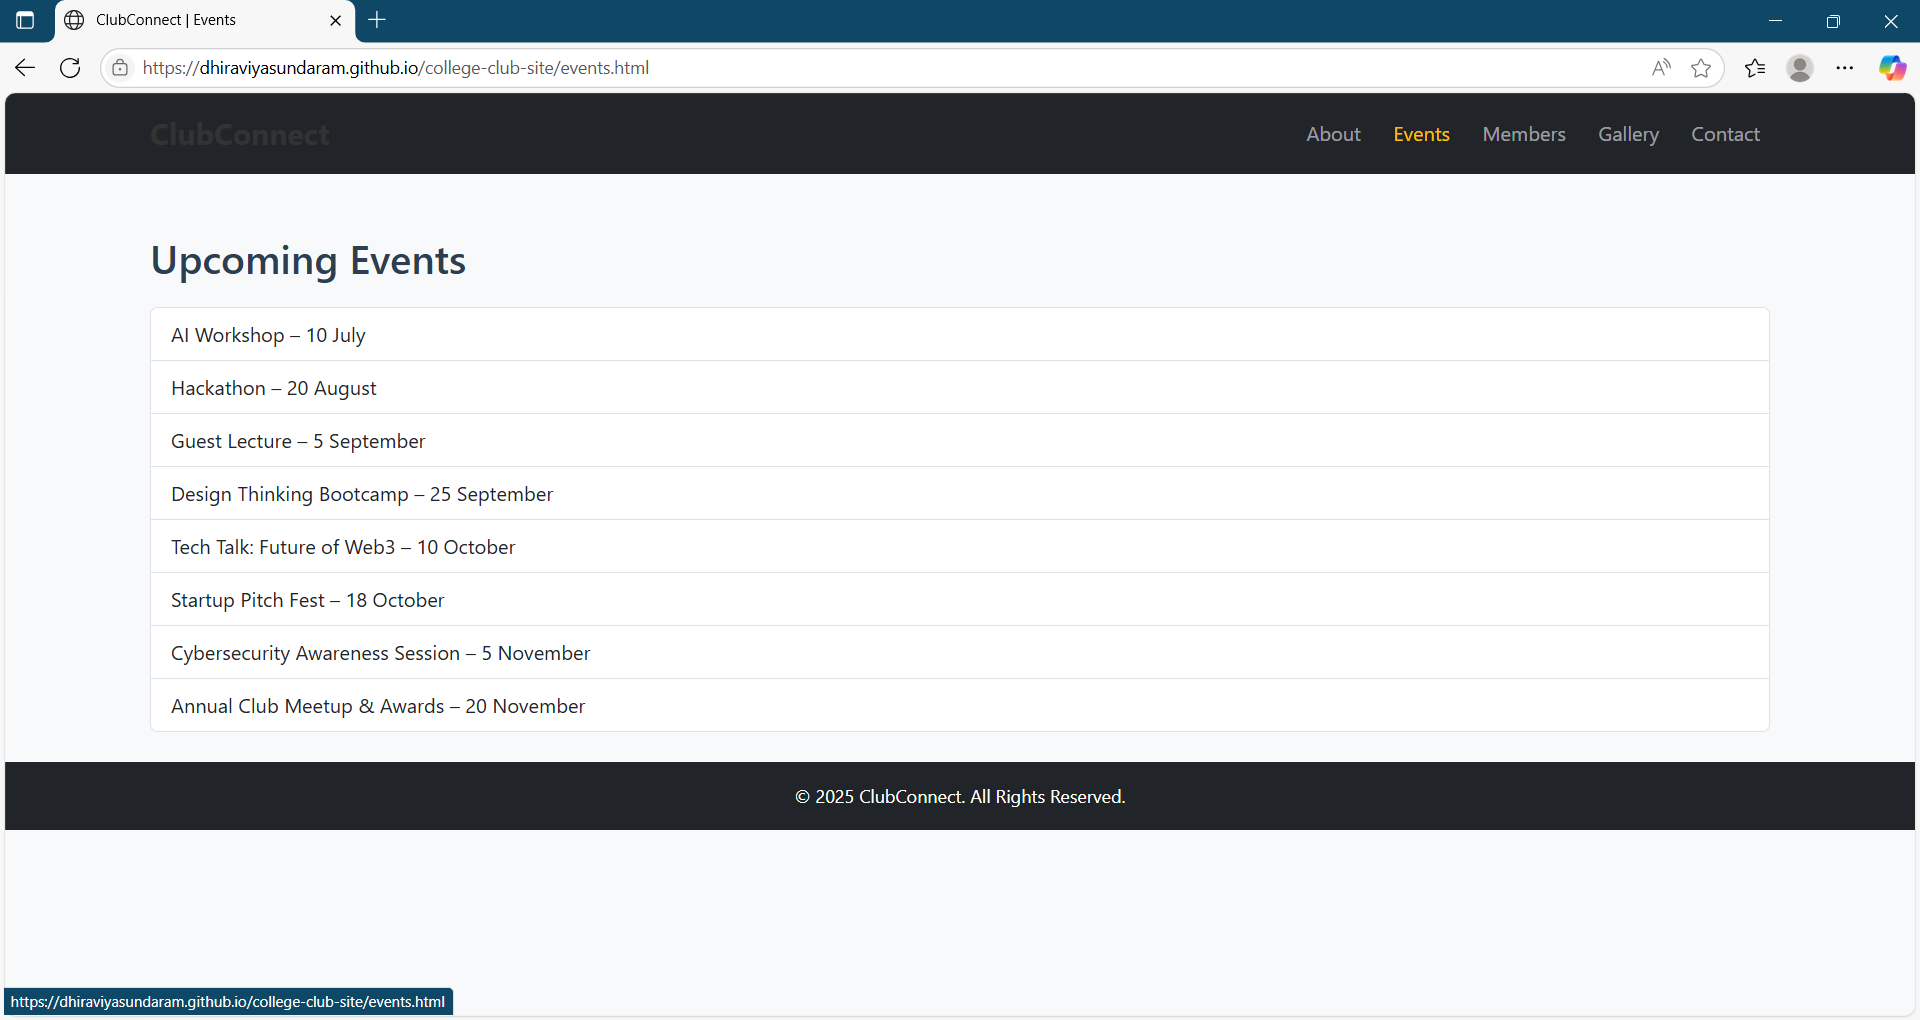 ClubConnect | Events
https://dhiraviyasundaram.github.io/college-club-site/events.html
ClubConnect
About Events Members Gallery Contact
Upcoming Events
AI Workshop – 10 July
Hackathon – 20 August
Guest Lecture – 5 September
Design Thinking Bootcamp – 25 September
Tech Talk: Future of Web3 – 10 October
Startup Pitch Fest – 18 October
Cybersecurity Awareness Session – 5 November
Annual Club Meetup & Awards – 20 November
© 2025 ClubConnect. All Rights Reserved.
https://dhiraviyasundaram.github.io/college-club-site/events.html